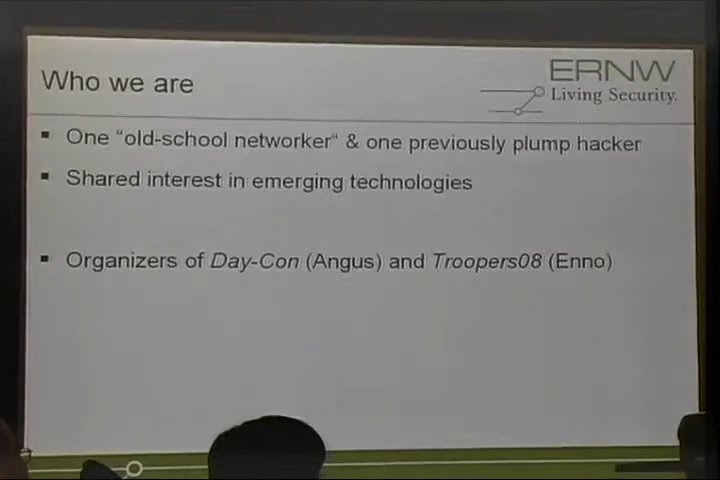 Who we are
ERNW
Living Security.
One "old-school networker" & one previously plump hacker
Shared interest in emerging technologies
Organizers of Day-Con (Angus) and Troopers08 (Enno)